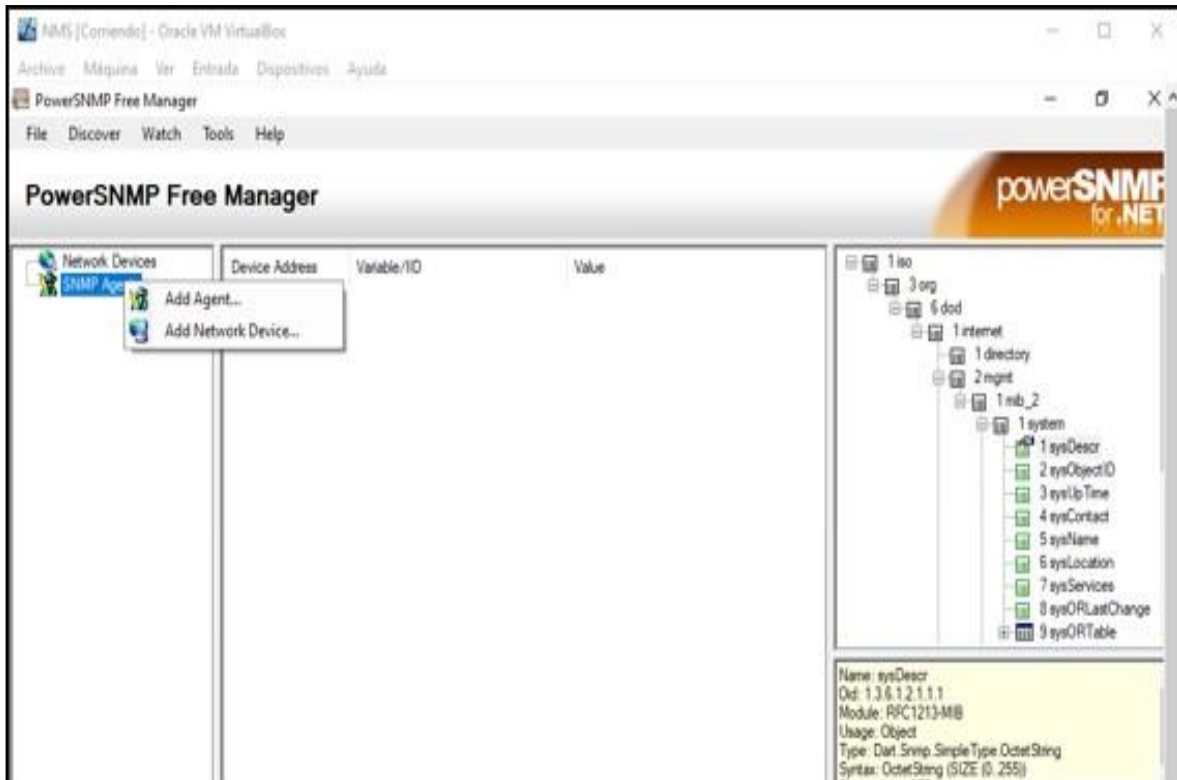 NMS [Corriendo] - Oracle VM VirtualBox
Archivo Máquina Ver Entrada Dispositivos Ayuda
PowerSNMP Free Manager
File Discover Watch Tools Help
PowerSNMP Free Manager
powerSNMP
for .NET
Network Devices
SNMP Agen
Add Agent...
Add Network Device...
Device Address Variable/IID Value
1 iso
3 org
6 dod
1 internet
1 directory
2 mgmt
1 mib_2
1 system
1 sysDescr
2 sysObjectID
3 sysUpTime
4 sysContact
5 sysName
6 sysLocation
7 sysServices
8 sysORLastChange
9 sysORTable
Name: sysDescr
Oid: 1.3.6.1.2.1.1.1
Module: RFC1213-MIB
Usage: Object
Type: Dart.Snmp.SimpleType.OctetString
Syntax: OctetString (SIZE (0..255))